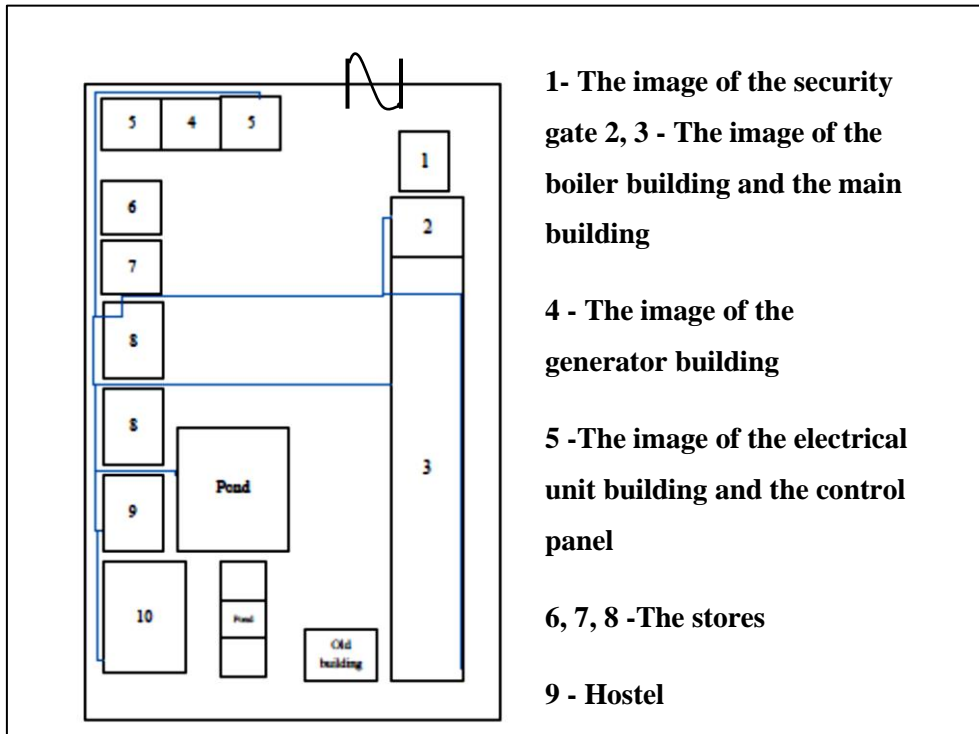 5 4 5
1
6
2
7
8
8
3
Pond
9
10
Pond
Old
building
1- The image of the security
gate 2, 3 - The image of the
boiler building and the main
building
4 - The image of the
generator building
5 -The image of the electrical
unit building and the control
panel
6, 7, 8 -The stores
9 - Hostel